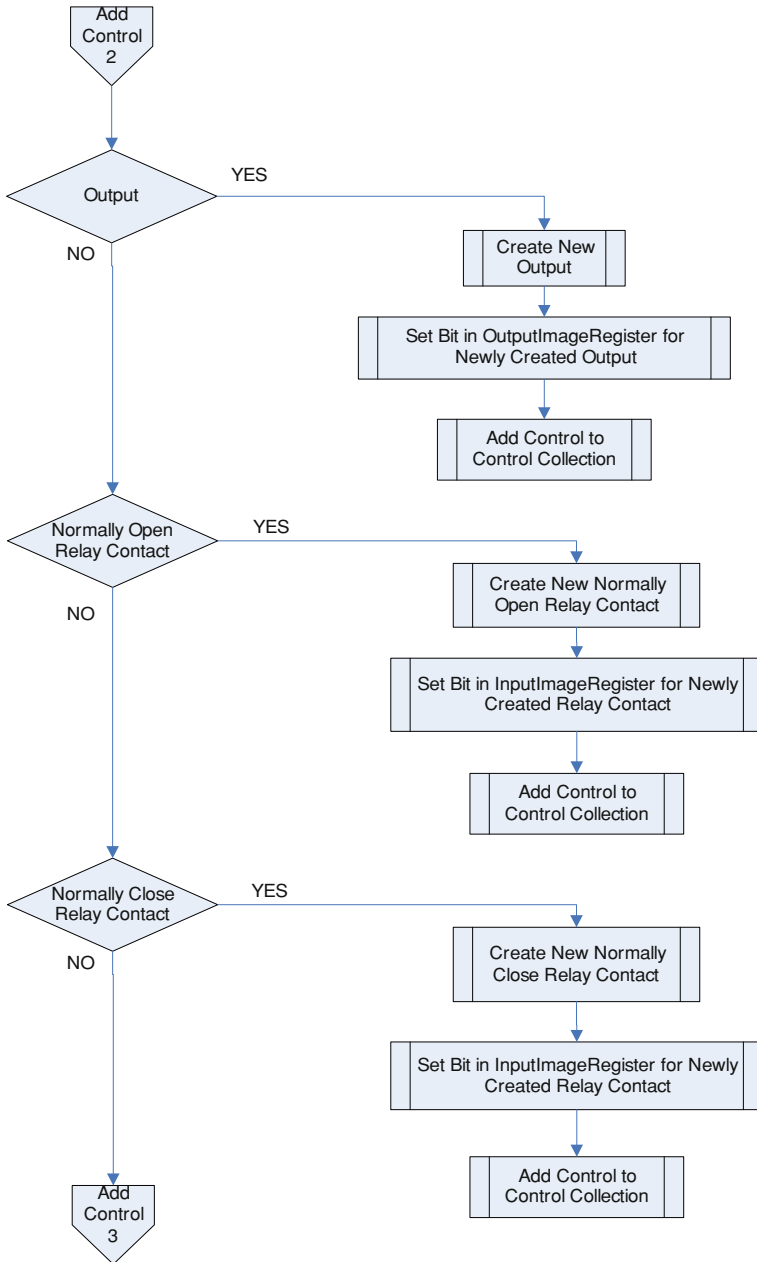 Add
Control
2
Output
YES
NO
Create New
Output
Set Bit in OutputImageRegister for
Newly Created Output
Add Control to
Control Collection
Normally Open
Relay Contact
YES
NO
Create New Normally
Open Relay Contact
Set Bit in InputImageRegister for Newly
Created Relay Contact
Add Control to
Control Collection
Normally Close
Relay Contact
YES
NO
Create New Normally
Close Relay Contact
Set Bit in InputImageRegister for Newly
Created Relay Contact
Add Control to
Control Collection
Add
Control
3